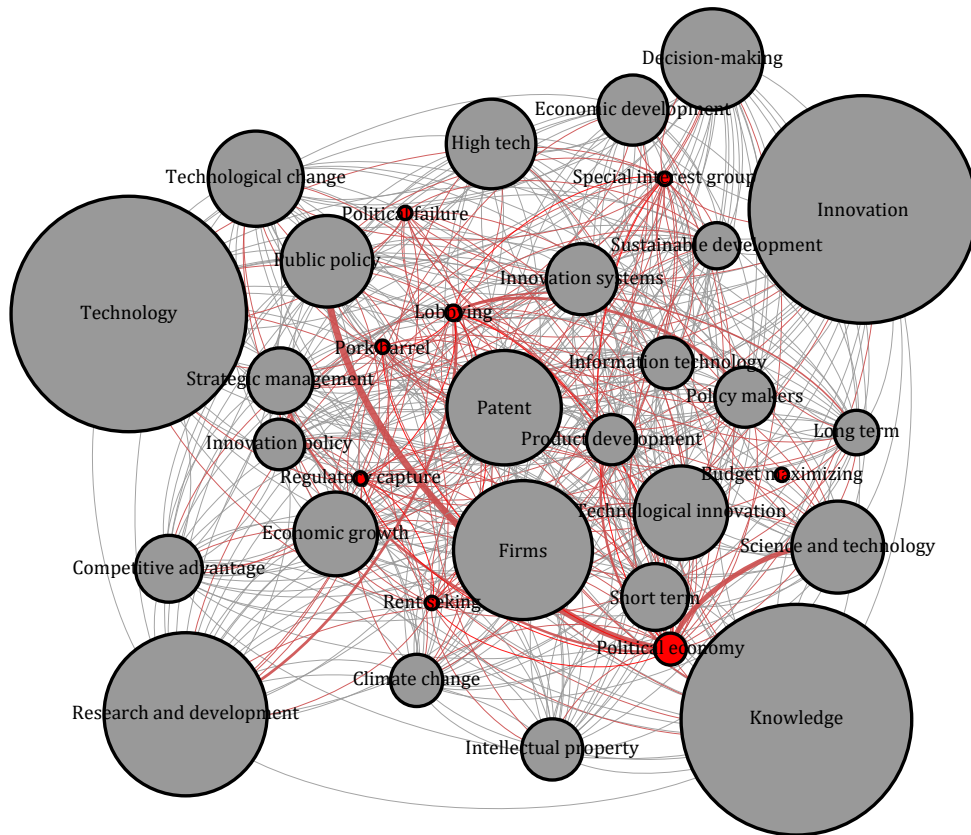 Decision-making
Economic development
High tech
Technological change
Special interest group
Innovation
Political failure
Sustainable development
Public policy
Innovation systems
Technology
Lobbying
Pork barrel
Information technology
Strategic management
Policy makers
Patent
Long term
Product development
Innovation policy
Budget maximizing
Regulatory capture
Technological innovation
Economic growth
Science and technology
Firms
Competitive advantage
Short term
Rent seking
Political economy
Climate change
Research and development
Knowledge
Intellectual property